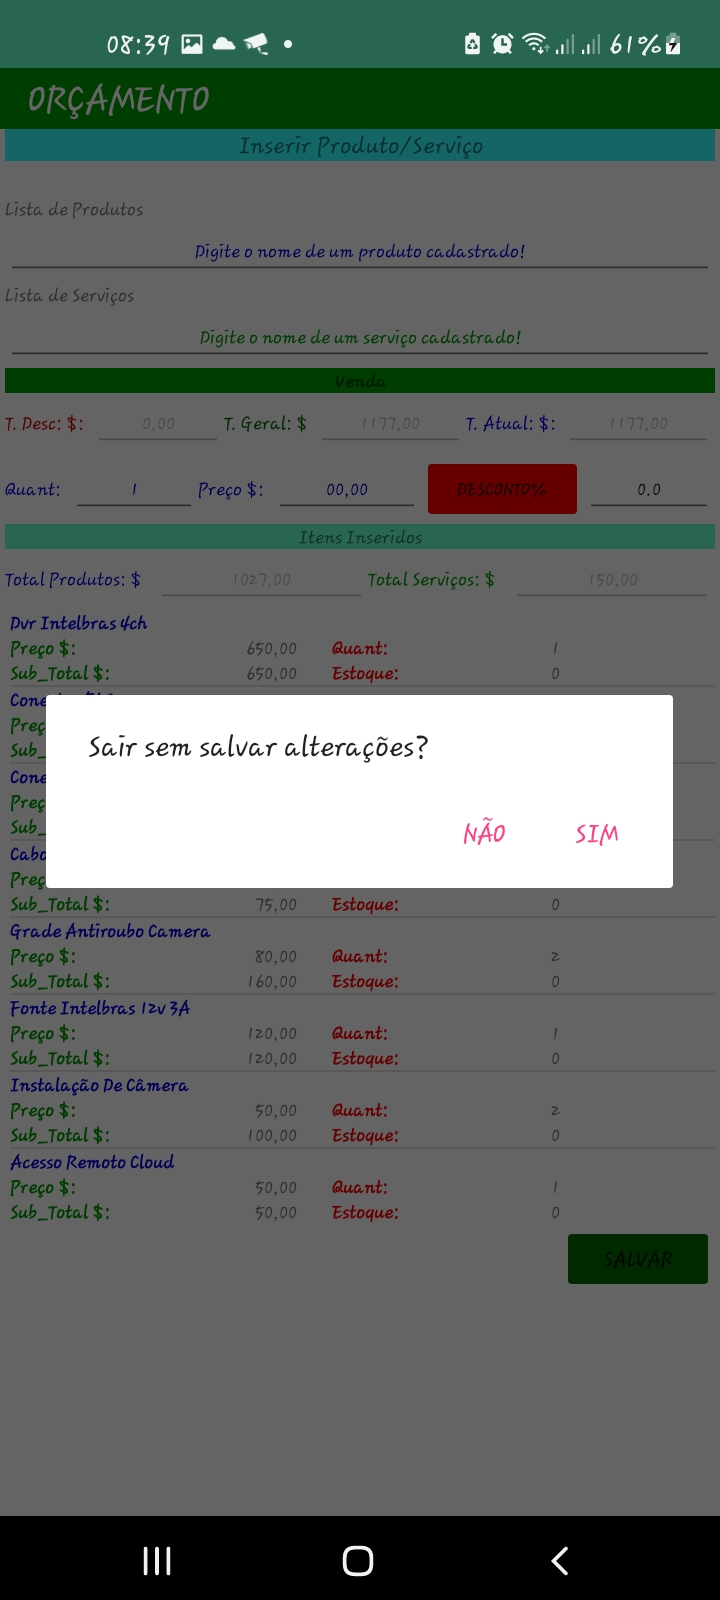 08:39 61%
ORÇAMENTO
Inserir Produto/Serviço
Lista de Produtos
Digite o nome de um produto cadastrado!
Lista de Serviços
Digite o nome de um serviço cadastrado!
Venda
T. Desc: $: 0,00 T. Geral: $ 1177,00 T. Atual: $: 1177,00
Quant: 1 Preço $: 00,00 DESCONTO% 0.0
Itens Inseridos
Total Produtos: $ 1027,00 Total Serviços: $ 150,00
Dvr Intelbras 4ch
Preço $: 650,00 Quant: 1
Sub_Total $: 650,00 Estoque: 0
Sair sem salvar alterações?
NÃO SIM
Sub_Total $: 75,00 Estoque: 0
Grade Antiroubo Camera
Preço $: 80,00 Quant: 2
Sub_Total $: 160,00 Estoque: 0
Fonte Intelbras 12v 3A
Preço $: 120,00 Quant: 1
Sub_Total $: 120,00 Estoque: 0
Instalação De Câmera
Preço $: 50,00 Quant: 2
Sub_Total $: 100,00 Estoque: 0
Acesso Remoto Cloud
Preço $: 50,00 Quant: 1
Sub_Total $: 50,00 Estoque: 0
SALVAR